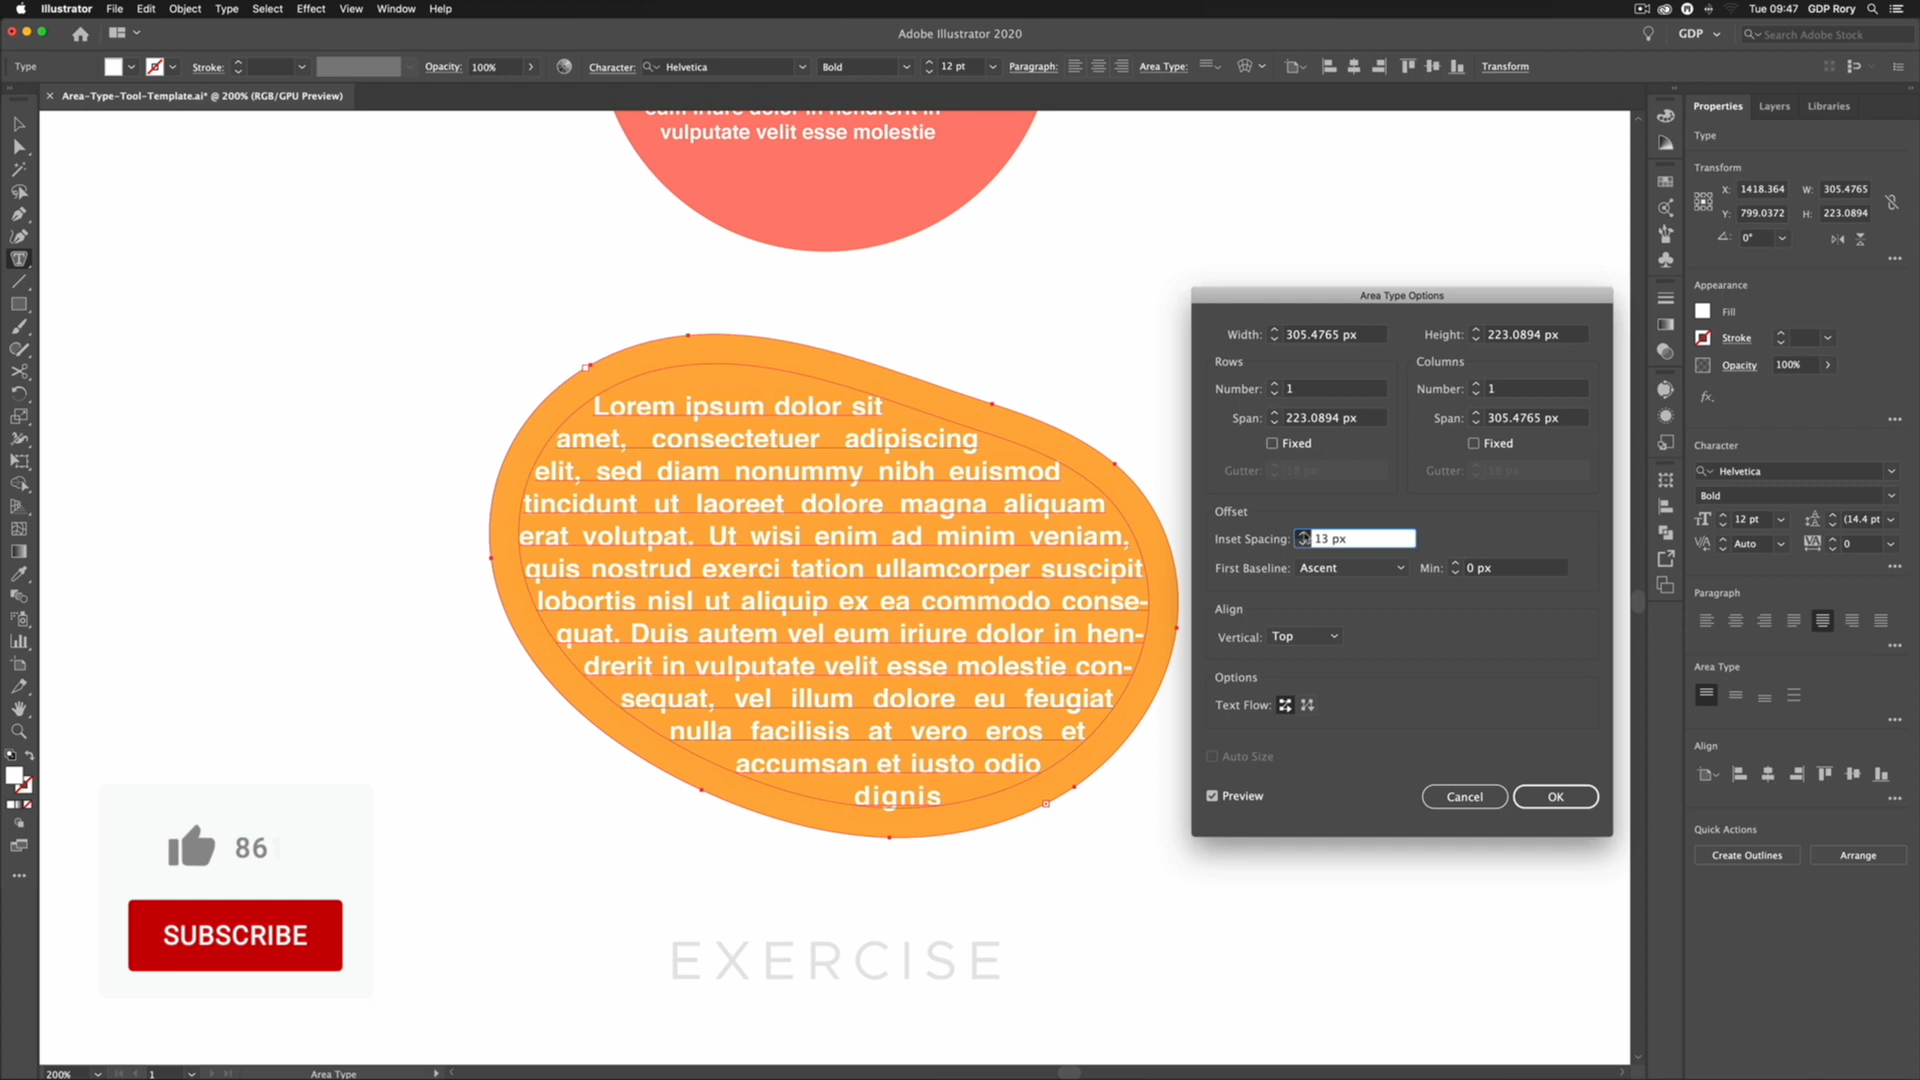 Illustrator File Edit Object Type Select Effect View Window Help
Tue 09:47 GDP Rory
Adobe Illustrator 2020
GDP
Search Adobe Stock
Type
Stroke:
Opacity: 100%
Character: Helvetica
Bold
12 pt
Paragraph:
Area Type:
Transform
Area-Type-Tool-Template.ai* @ 200% (RGB/GPU Preview)
vulputate velit esse molestie
Lorem ipsum dolor sit
amet, consectetuer adipiscing
elit, sed diam nonummy nibh euismod
tincidunt ut laoreet dolore magna aliquam
erat volutpat. Ut wisi enim ad minim veniam,
quis nostrud exerci tation ullamcorper suscipit
lobortis nisl ut aliquip ex ea commodo conse-
quat. Duis autem vel eum iriure dolor in hen-
drerit in vulputate velit esse molestie con-
sequat, vel illum dolore eu feugiat
nulla facilisis at vero eros et
accumsan et iusto odio
dignis
EXERCISE
86
SUBSCRIBE
Area Type Options
Width: 305.4765 px Height: 223.0894 px
Rows Columns
Number: 1 Number: 1
Span: 223.0894 px Span: 305.4765 px
Fixed Fixed
Gutter: 18 px Gutter: 18 px
Offset
Inset Spacing: 13 px
First Baseline: Ascent Min: 0 px
Align
Vertical: Top
Options
Text Flow:
Auto Size
Preview Cancel OK
Properties Layers Libraries
Type
Transform
X: 1418.364 W: 305.4765
Y: 799.0372 H: 223.0894
0°
Appearance
Fill
Stroke
Opacity 100%
fx.
Character
Helvetica
Bold
12 pt (14.4 pt
Auto 0
Paragraph
Area Type
Align
Quick Actions
Create Outlines Arrange
200% 1 Area Type